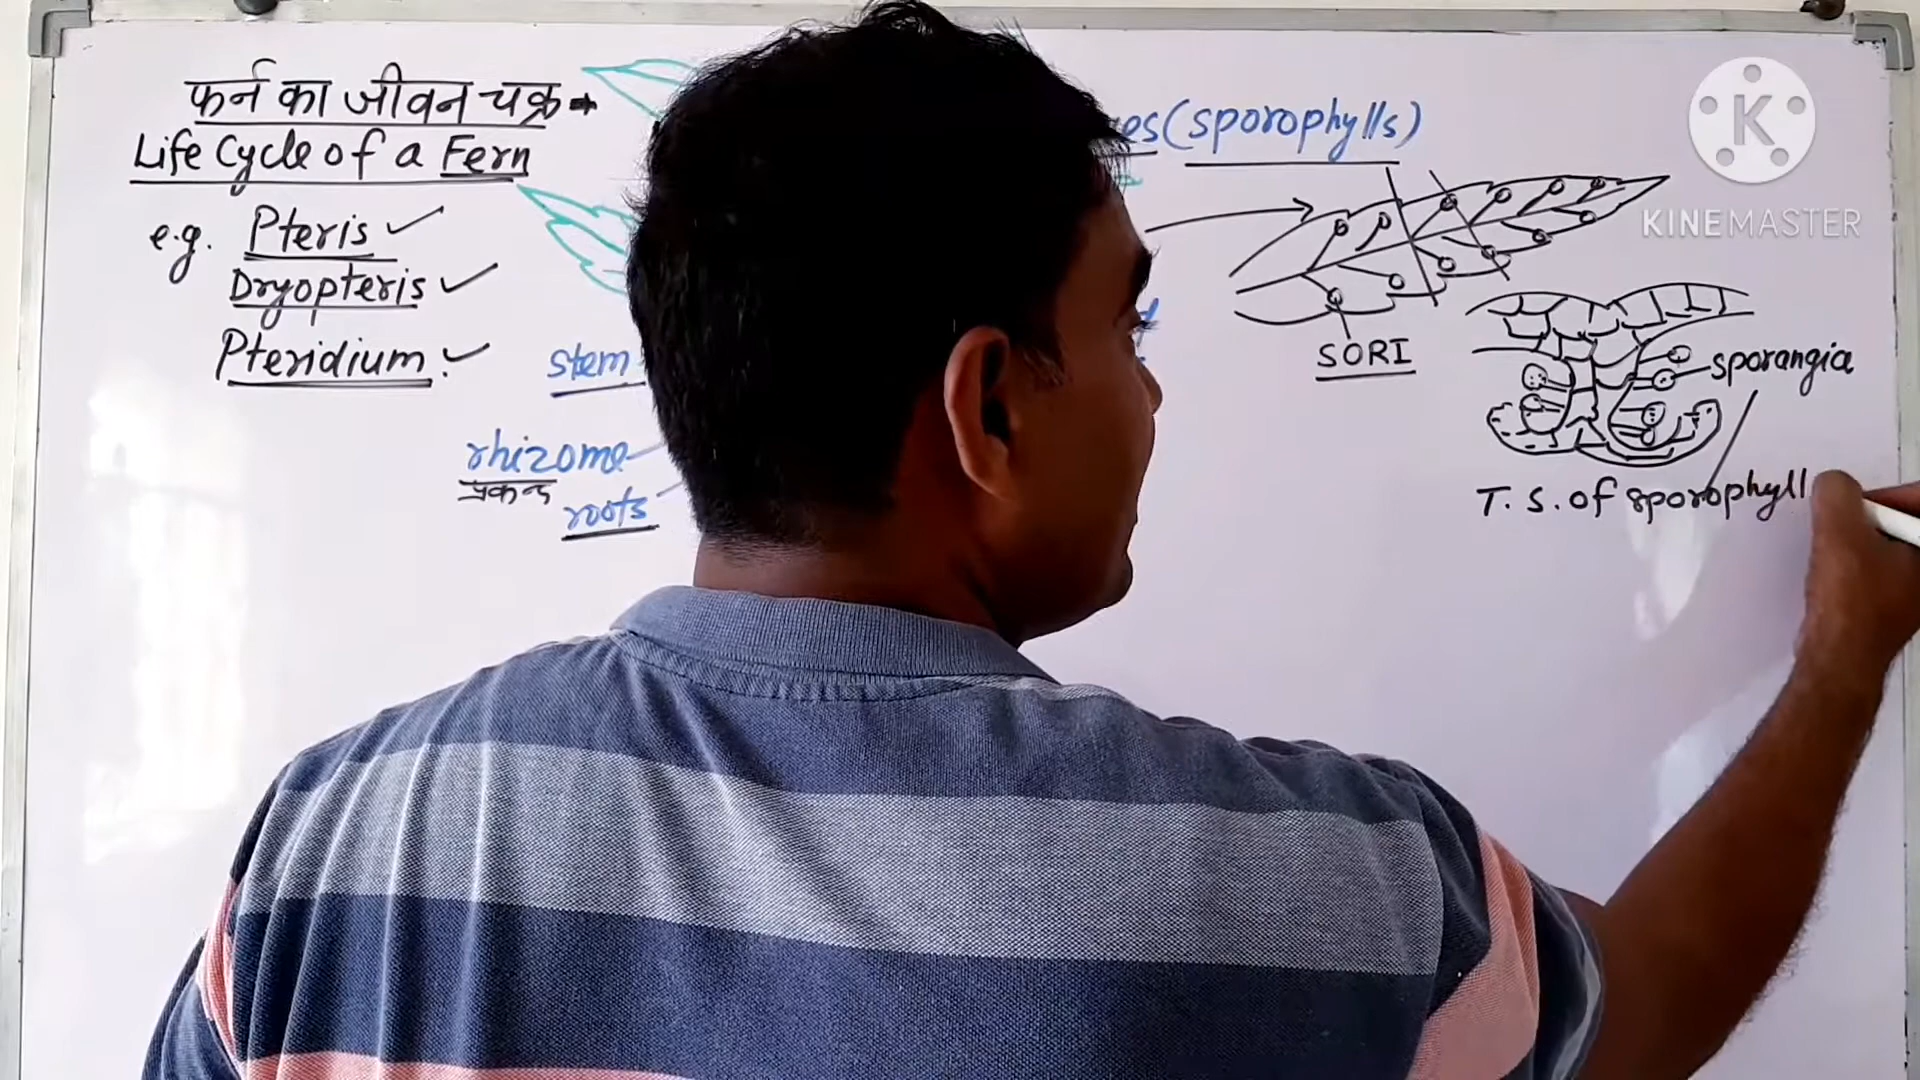 फर्न का जीवन चक्र
Life Cycle of a Fern
e.g. Pteris ✓
Dryopteris ✓
Pteridium ✓
stem
rhizome
प्रकन्द
roots
(sporophylls)
SORI
sporangia
T. S. of sporophyll
K
KINEMASTER